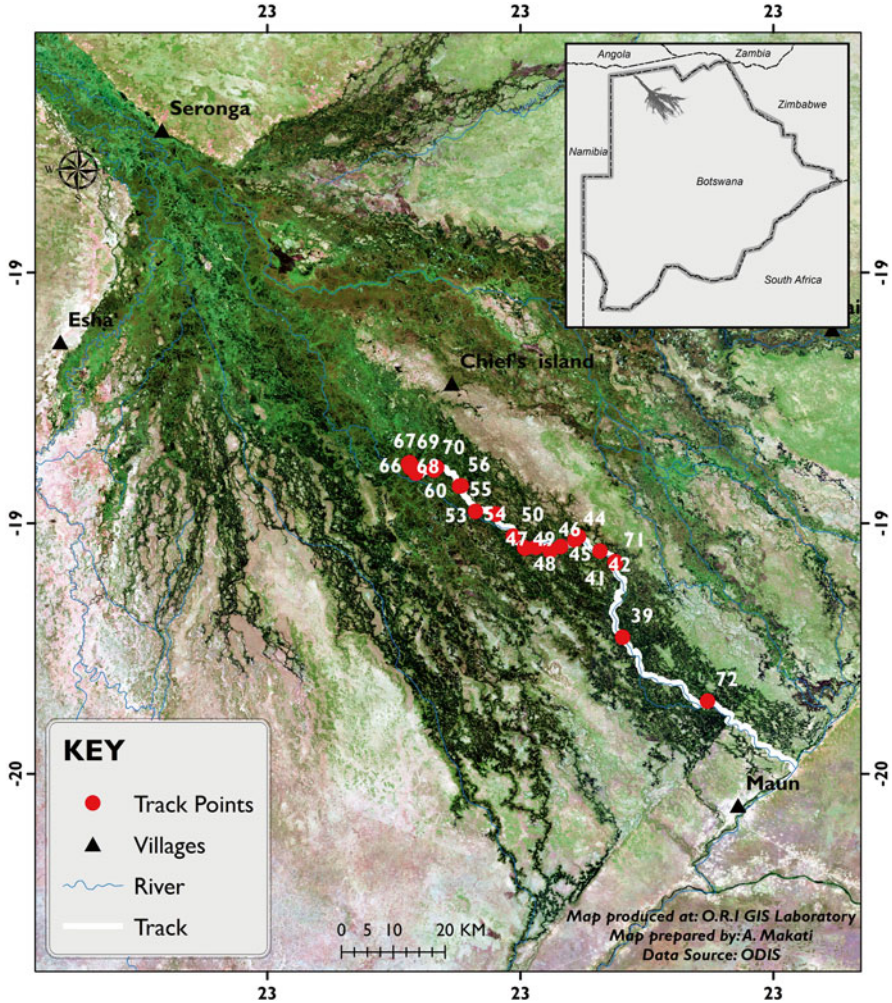 23 23 23
Angola
Zambia
Zimbabwe
Namibia
Botswana
South Africa
Seronga
W
-19 -19
Esha
ai
Chief's island
67 69 70
66 68 56
60 55
-19 53 54 50 -19
47 49 46 44
48 45 71
42
41
39
72
-20 -20
Maun
KEY
Track Points
Villages
River
Track
0 5 10 20 KM
Map produced at: O.R.I GIS Laboratory
Map prepared by: A. Makati
Data Source: ODIS
23 23 23